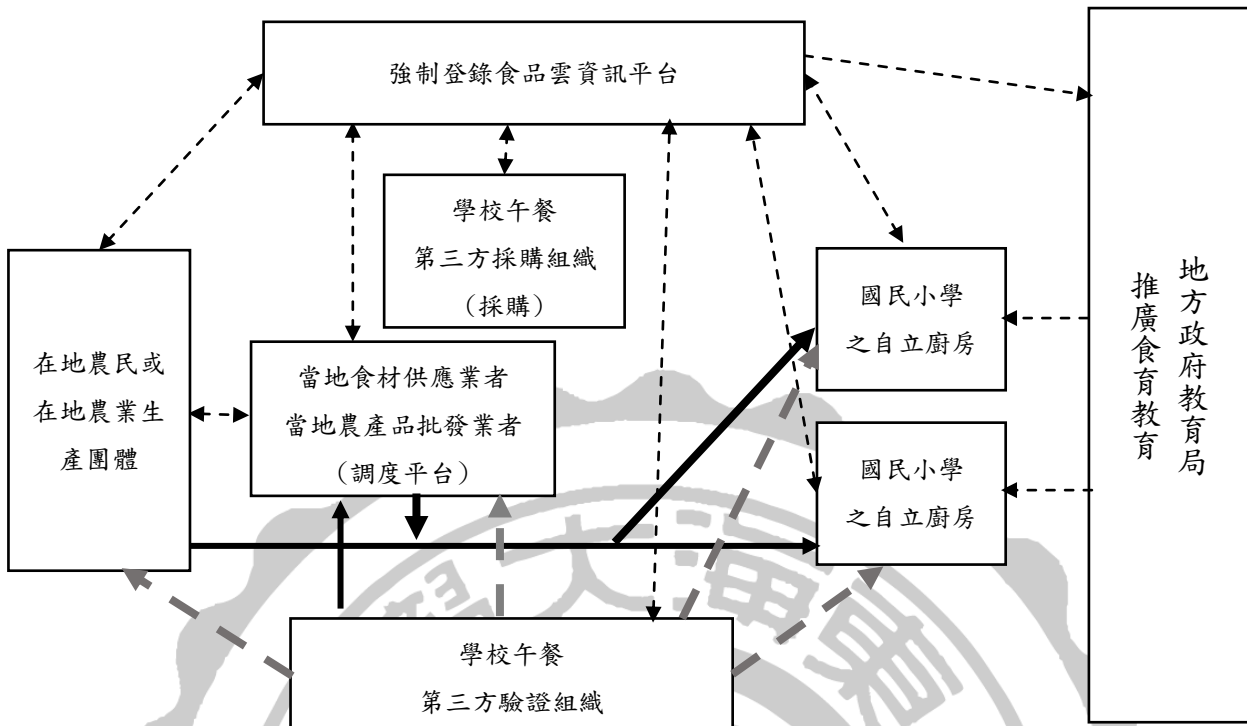 強制登錄食品雲資訊平台
學校午餐
第三方採購組織
（採購）
在地農民或
在地農業生
產團體
當地食材供應業者
當地農產品批發業者
（調度平台）
國民小學
之自立廚房
國民小學
之自立廚房
地方政府教育局
推廣食育教育
學校午餐
第三方驗證組織
東海大學